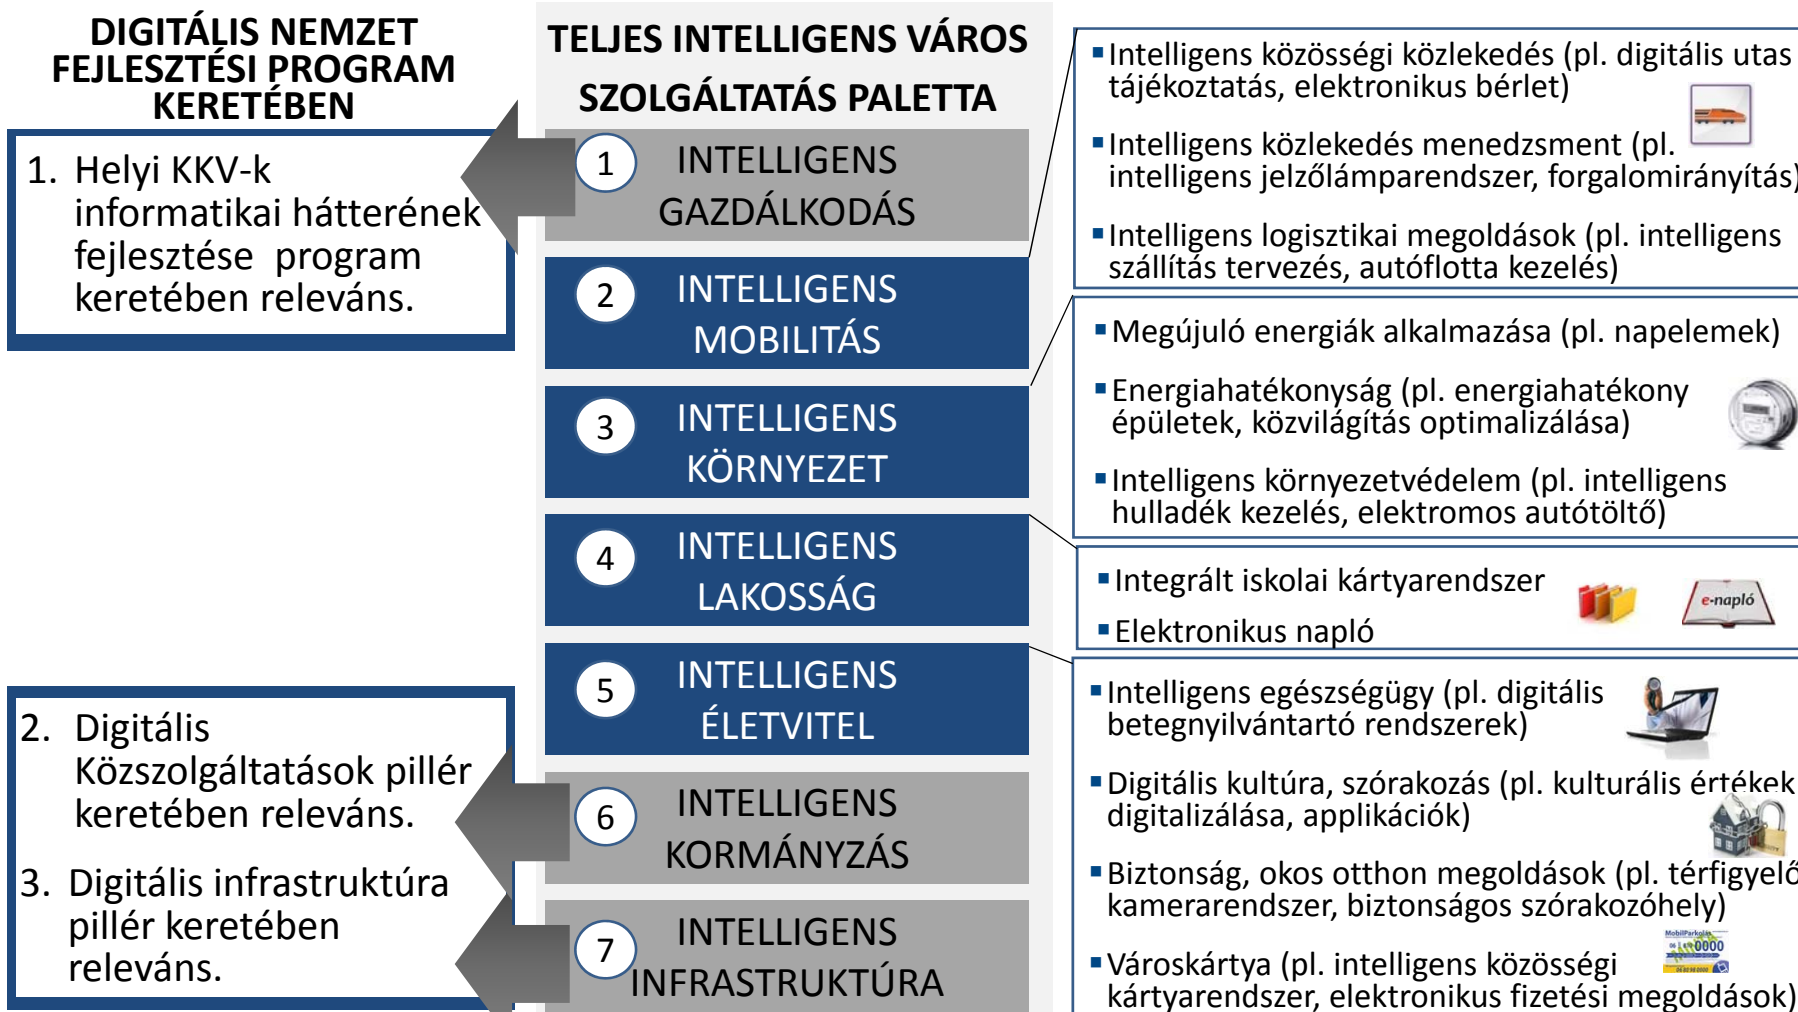 DIGITÁLIS NEMZET
FEJLESZTÉSI PROGRAM
KERETÉBEN
1. Helyi KKV-k
informatikai hátterének
fejlesztése program
keretében releváns.
2. Digitális
Közszolgáltatások pillér
keretében releváns.
3. Digitális infrastruktúra
pillér keretében
releváns.
TELJES INTELLIGENS VÁROS
SZOLGÁLTATÁS PALETTA
1 INTELLIGENS
GAZDÁLKODÁS
2 INTELLIGENS
MOBILITÁS
3 INTELLIGENS
KÖRNYEZET
4 INTELLIGENS
LAKOSSÁG
5 INTELLIGENS
ÉLETVITEL
6 INTELLIGENS
KORMÁNYZÁS
7 INTELLIGENS
INFRASTRUKTÚRA
▪Intelligens közösségi közlekedés (pl. digitális utas
tájékoztatás, elektronikus bérlet)
▪Intelligens közlekedés menedzsment (pl.
intelligens jelzőlámparendszer, forgalomirányítás)
▪Intelligens logisztikai megoldások (pl. intelligens
szállítás tervezés, autóflotta kezelés)
▪Megújuló energiák alkalmazása (pl. napelemek)
▪Energiahatékonyság (pl. energiahatékony
épületek, közvilágítás optimalizálása)
▪Intelligens környezetvédelem (pl. intelligens
hulladék kezelés, elektromos autótöltő)
▪Integrált iskolai kártyarendszer
▪Elektronikus napló
e-napló
▪Intelligens egészségügy (pl. digitális
betegnyilvántartó rendszerek)
▪Digitális kultúra, szórakozás (pl. kulturális értékek
digitalizálása, applikációk)
▪Biztonság, okos otthon megoldások (pl. térfigyelő
kamerarendszer, biztonságos szórakozóhely)
▪Városkártya (pl. intelligens közösségi
kártyarendszer, elektronikus fizetési megoldások)
MobilParkolás
0000